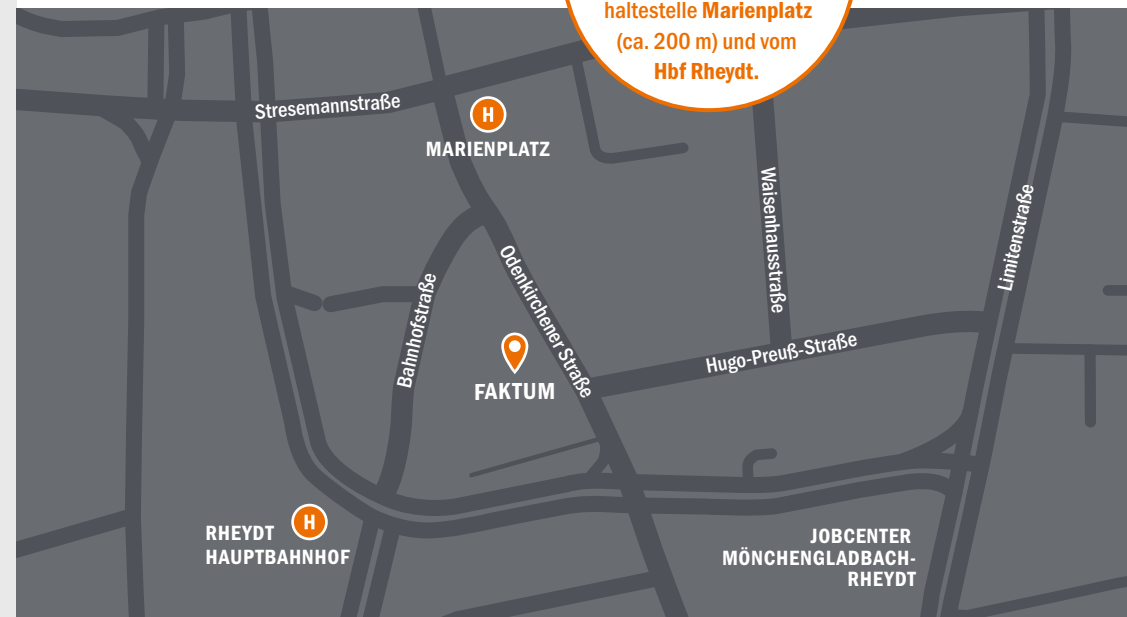 haltestelle Marienplatz
(ca. 200 m) und vom
Hbf Rheydt.
Stresemannstraße
H
MARIENPLATZ
Waisenhausstraße
Limitenstraße
Odenkirchener Straße
Bahnhofstraße
Hugo-Preuß-Straße
FAKTUM
H
RHEYDT
HAUPTBAHNHOF
JOBCENTER
MÖNCHENGLADBACH-
RHEYDT